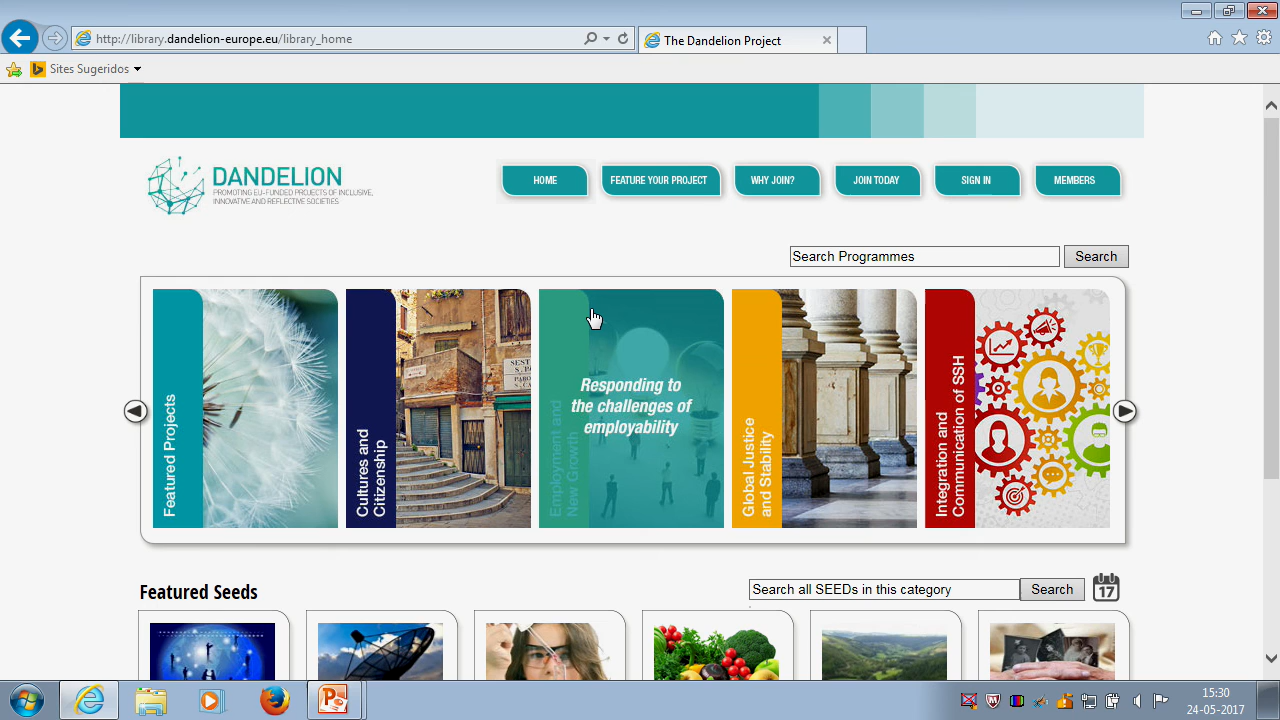 http://library.dandelion-europe.eu/library_home
The Dandelion Project
Sites Sugeridos
DANDELION
PROMOTING EU-FUNDED PROJECTS OF INCLUSIVE,
INNOVATIVE AND REFLECTIVE SOCIETIES
HOME
FEATURE YOUR PROJECT
WHY JOIN?
JOIN TODAY
SIGN IN
MEMBERS
Search Programmes
Search
Featured Projects
Cultures and
Citizenship
Employment and
New Growth
Responding to
the challenges of
employability
Global Justice
and Stability
Integration and
Communication of SSH
Featured Seeds
Search all SEEDs in this category
Search
17
15:30
24-05-2017